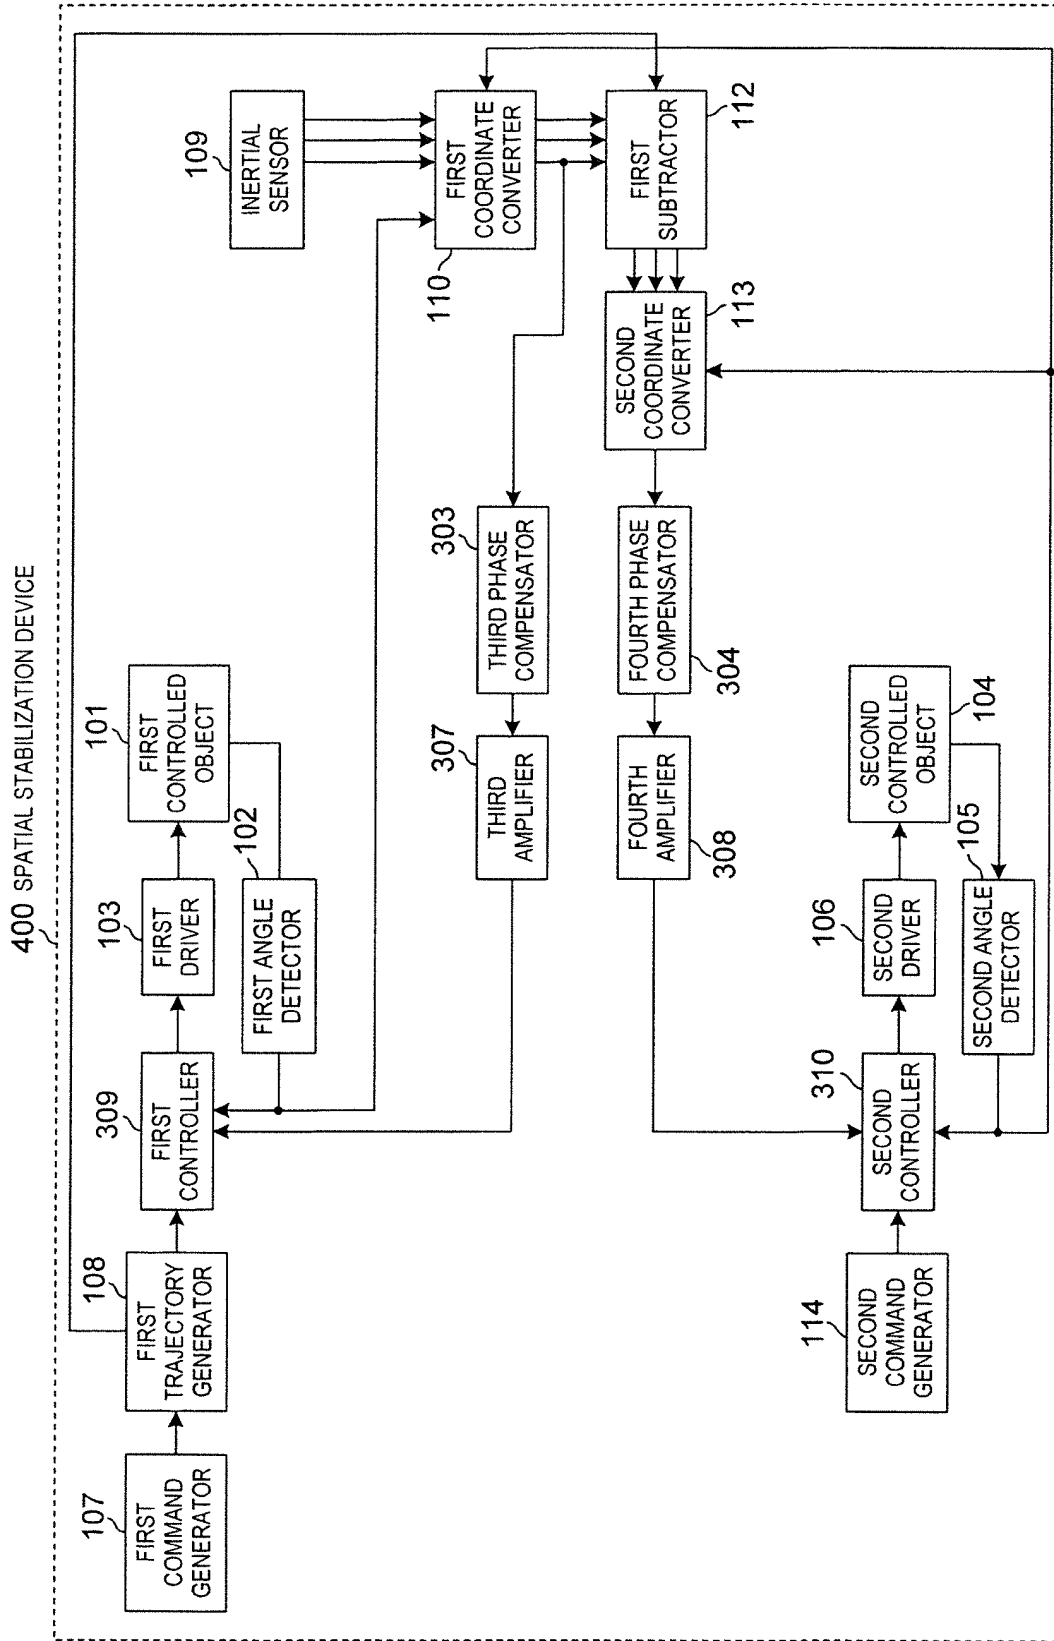 400 SPATIAL STABILIZATION DEVICE
107
FIRST
COMMAND
GENERATOR
108
FIRST
TRAJECTORY
GENERATOR
309
FIRST
CONTROLLER
103
FIRST
DRIVER
101
FIRST
CONTROLLED
OBJECT
102
FIRST ANGLE
DETECTOR
109
INERTIAL
SENSOR
110
FIRST
COORDINATE
CONVERTER
307
THIRD
AMPLIFIER
303
THIRD PHASE
COMPENSATOR
FIRST
SUBTRACTOR
112
SECOND
COORDINATE
CONVERTER
113
FOURTH
AMPLIFIER
308
FOURTH PHASE
COMPENSATOR
304
114
SECOND
COMMAND
GENERATOR
310
SECOND
CONTROLLER
106
SECOND
DRIVER
SECOND
CONTROLLED
OBJECT
104
105
SECOND ANGLE
DETECTOR